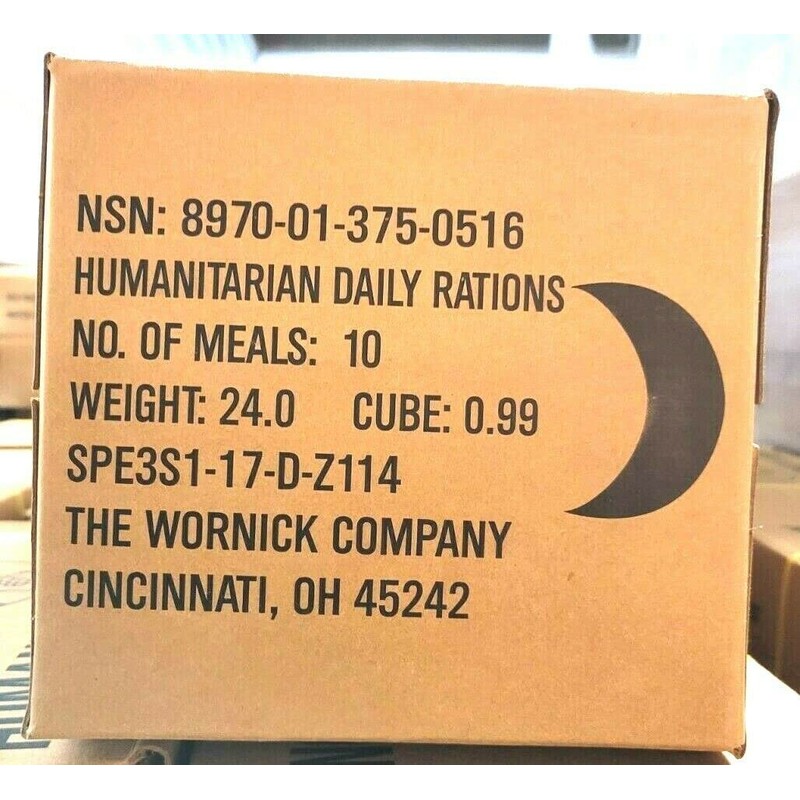 NSN: 8970-01-375-0516
HUMANITARIAN DAILY RATIONS
NO. OF MEALS: 10
WEIGHT: 24.0 CUBE: 0.99
SPE3S1-17-D-Z114
THE WORNICK COMPANY
CINCINNATI, OH 45242